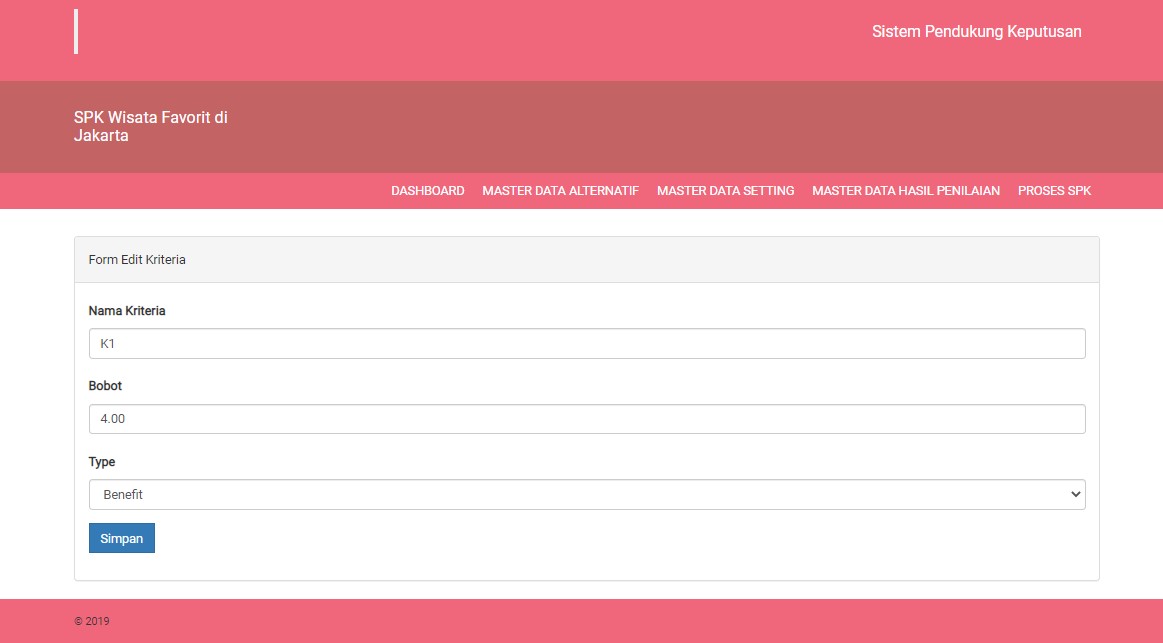 Sistem Pendukung Keputusan
SPK Wisata Favorit di
Jakarta
DASHBOARD MASTER DATA ALTERNATIF MASTER DATA SETTING MASTER DATA HASIL PENILAIAN PROSES SPK
Form Edit Kriteria
Nama Kriteria
K1
Bobot
4.00
Type
Benefit
Simpan
© 2019